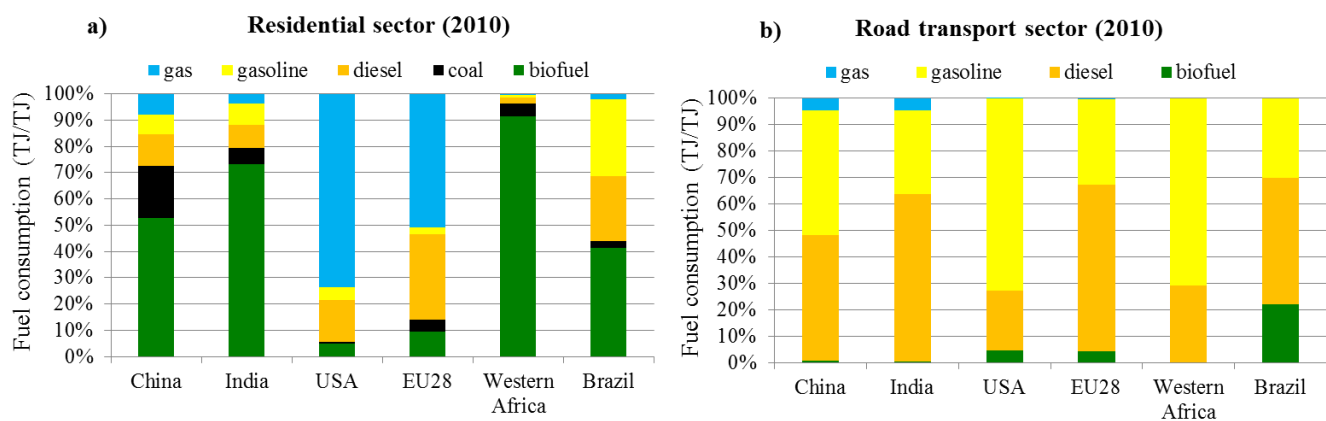 a) Residential sector (2010)
gas gasoline diesel coal biofuel
Fuel consumption (TJ/TJ)
100%
90%
80%
70%
60%
50%
40%
30%
20%
10%
0%
China India USA EU28 Western Africa Brazil
b) Road transport sector (2010)
gas gasoline diesel biofuel
Fuel consumption (TJ/TJ)
100%
90%
80%
70%
60%
50%
40%
30%
20%
10%
0%
China India USA EU28 Western Africa Brazil